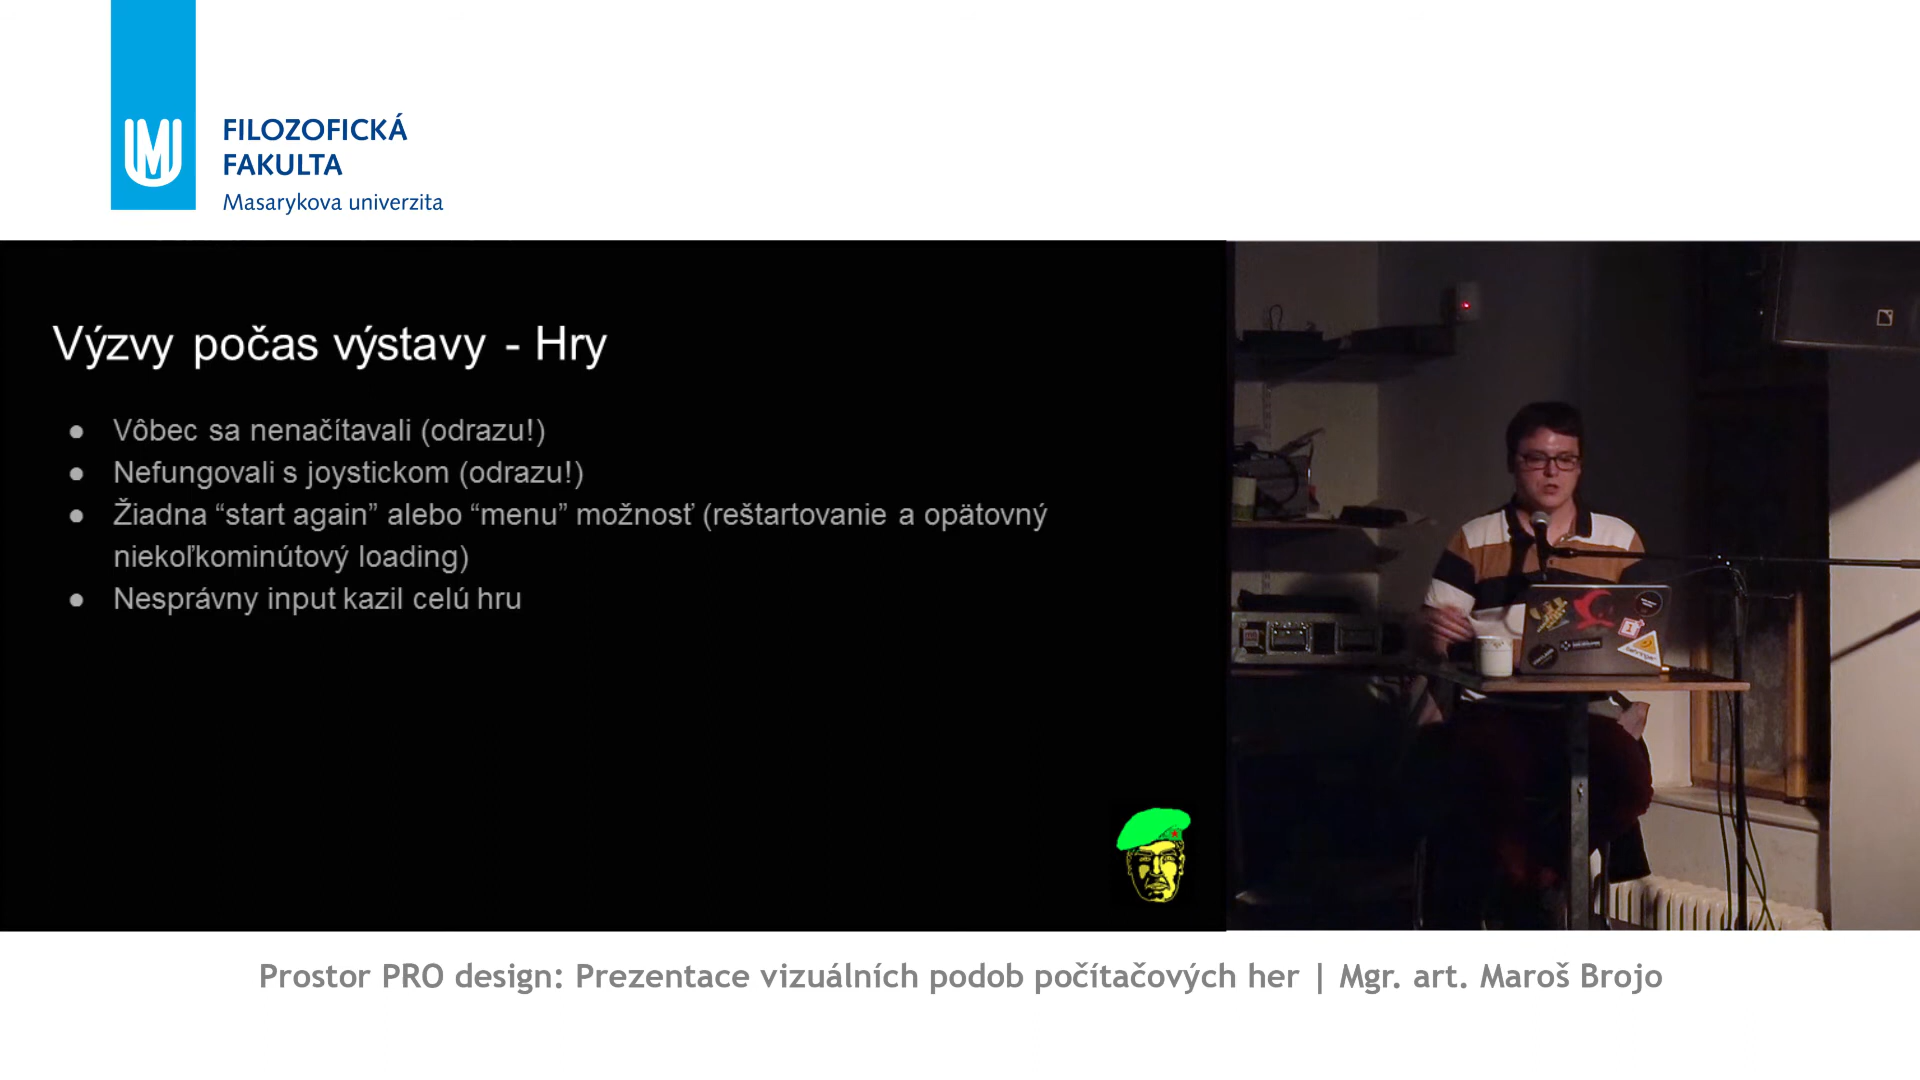 FILOZOFICKÁ
FAKULTA
Masarykova univerzita
Výzvy počas výstavy - Hry
● Vôbec sa nenačítavali (odrazu!)
● Nefungovali s joystickom (odrazu!)
● Žiadna “start again” alebo “menu” možnosť (reštartovanie a opätovný
niekoľkominútový loading)
● Nesprávny input kazil celú hru
Prostor PRO design: Prezentace vizuálních podob počítačových her | Mgr. art. Maroš Brojo